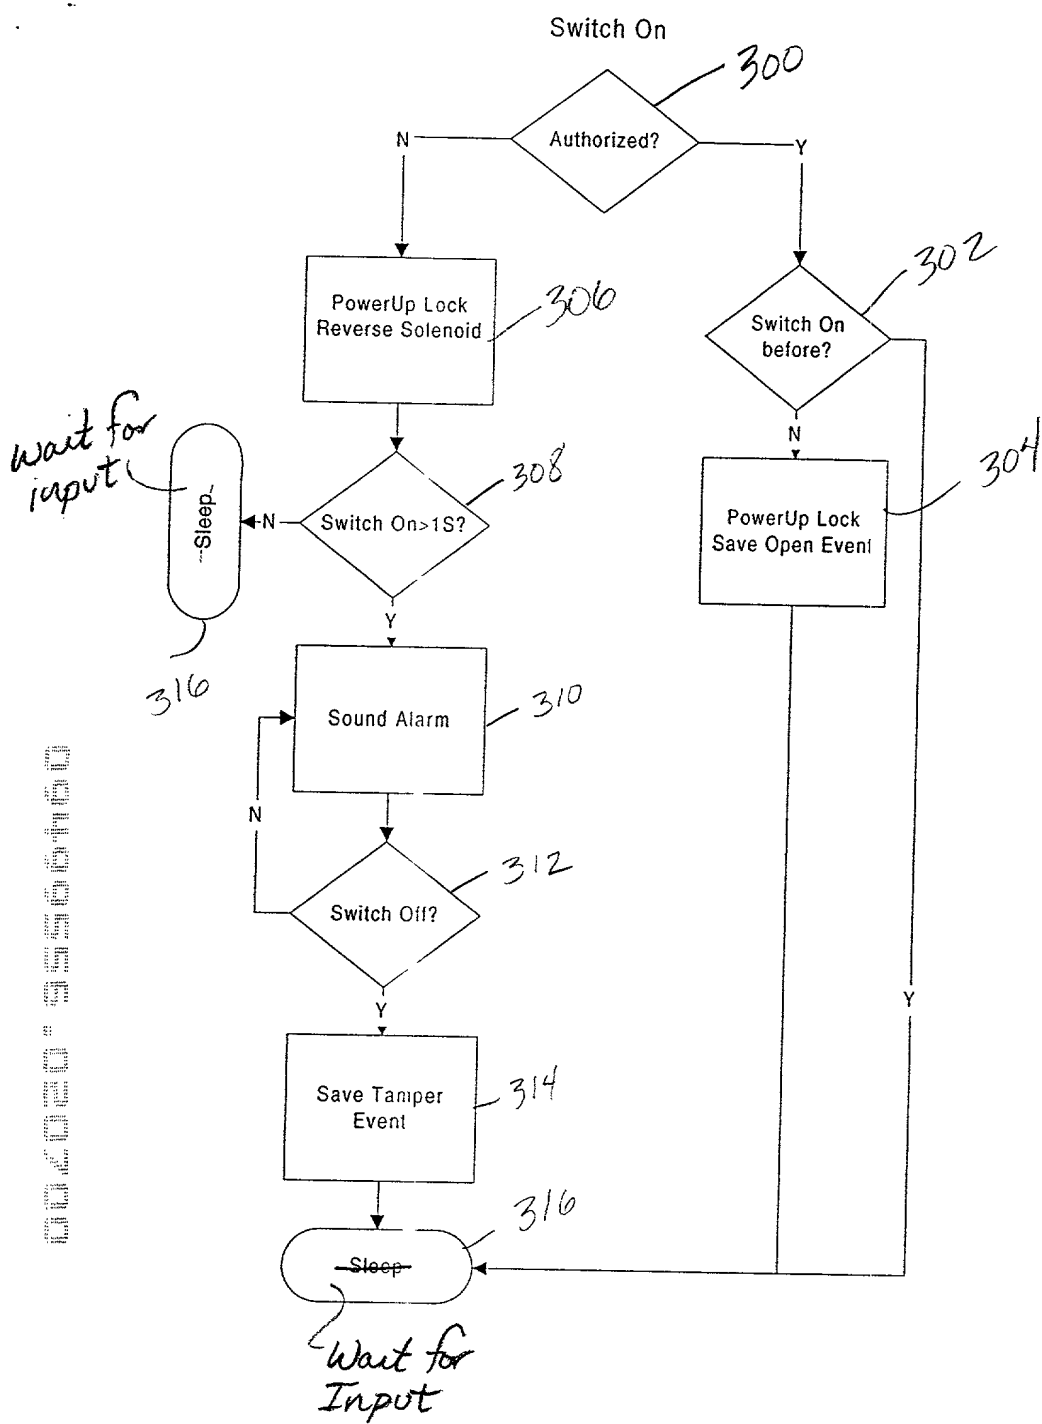 Switch On
300
Authorized?
N
Y
302
306
PowerUp Lock
Reverse Solenoid
Switch On
before?
wait for
input
308
N
304
Sleep
N
Switch On>1S?
PowerUp Lock
Save Open Event
Y
316
310
Sound Alarm
N
312
Switch Off?
Y
Y
314
Save Tamper
Event
316
Sleep
Wait for
Input